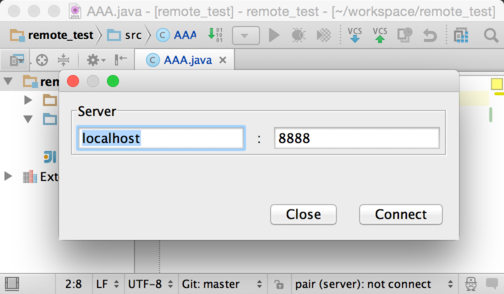 AAA.java - [remote_test] - remote_test - [~/workspace/remote_test]
remote_test src AAA VCS VCS
AAA.java
rem
Server
localhost : 8888
Ext
Close Connect
2:8 LF UTF-8 Git: master pair (server): not connect